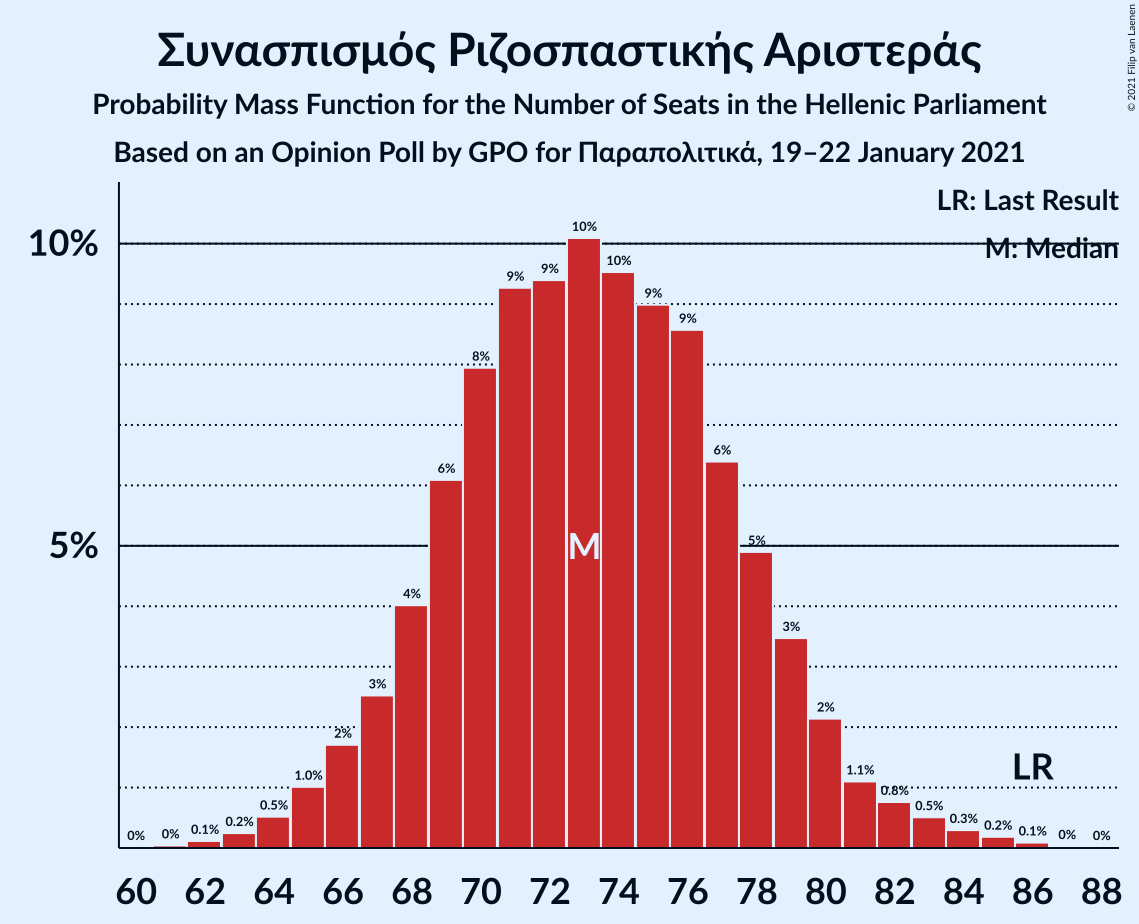 Συνασπισμός Ριζοσπαστικής Αριστεράς
Probability Mass Function for the Number of Seats in the Hellenic Parliament
Based on an Opinion Poll by GPO for Παραπολιτικά, 19–22 January 2021
© 2021 Filip van Laenen
LR: Last Result
M: Median
10%
5%
0% 0% 0.1% 0.2% 0.5% 1.0% 2% 3% 4% 6% 8% 9% 9% 10% 10% 9% 9% 6% 5% 3% 2% 1.1% 0.8% 0.5% 0.3% 0.2% 0.1% 0% 0%
M
LR
60 62 64 66 68 70 72 74 76 78 80 82 84 86 88